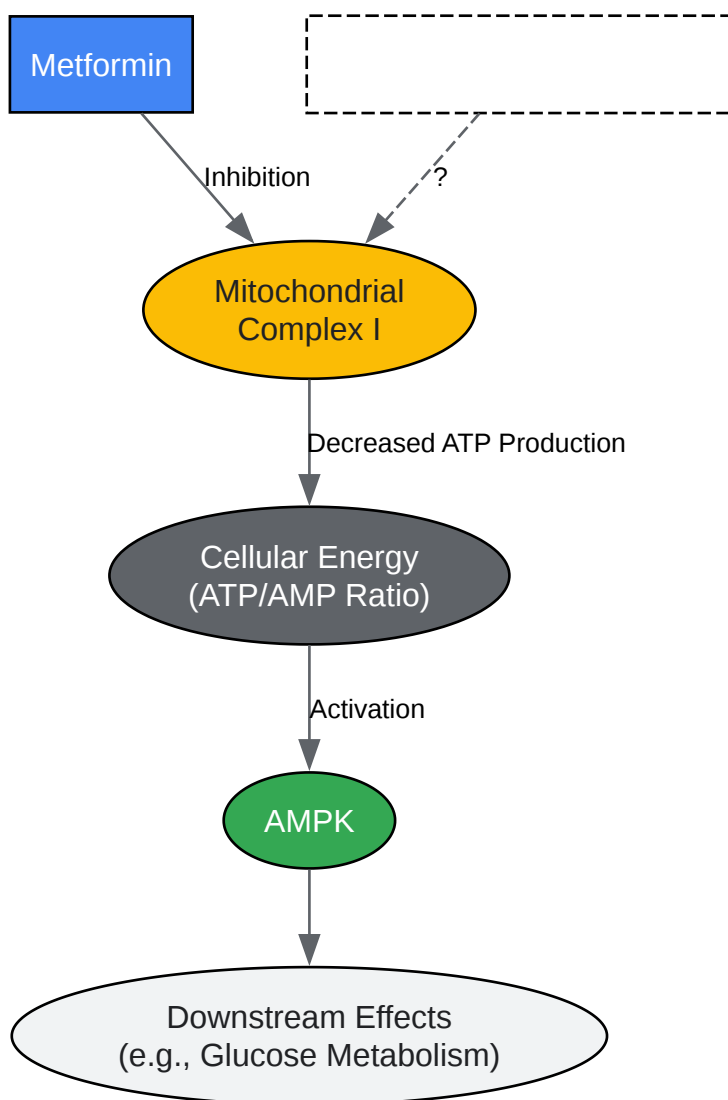 Metformin
Inhibition
?
Mitochondrial
Complex I
Decreased ATP Production
Cellular Energy
(ATP/AMP Ratio)
Activation
AMPK
Downstream Effects
(e.g., Glucose Metabolism)